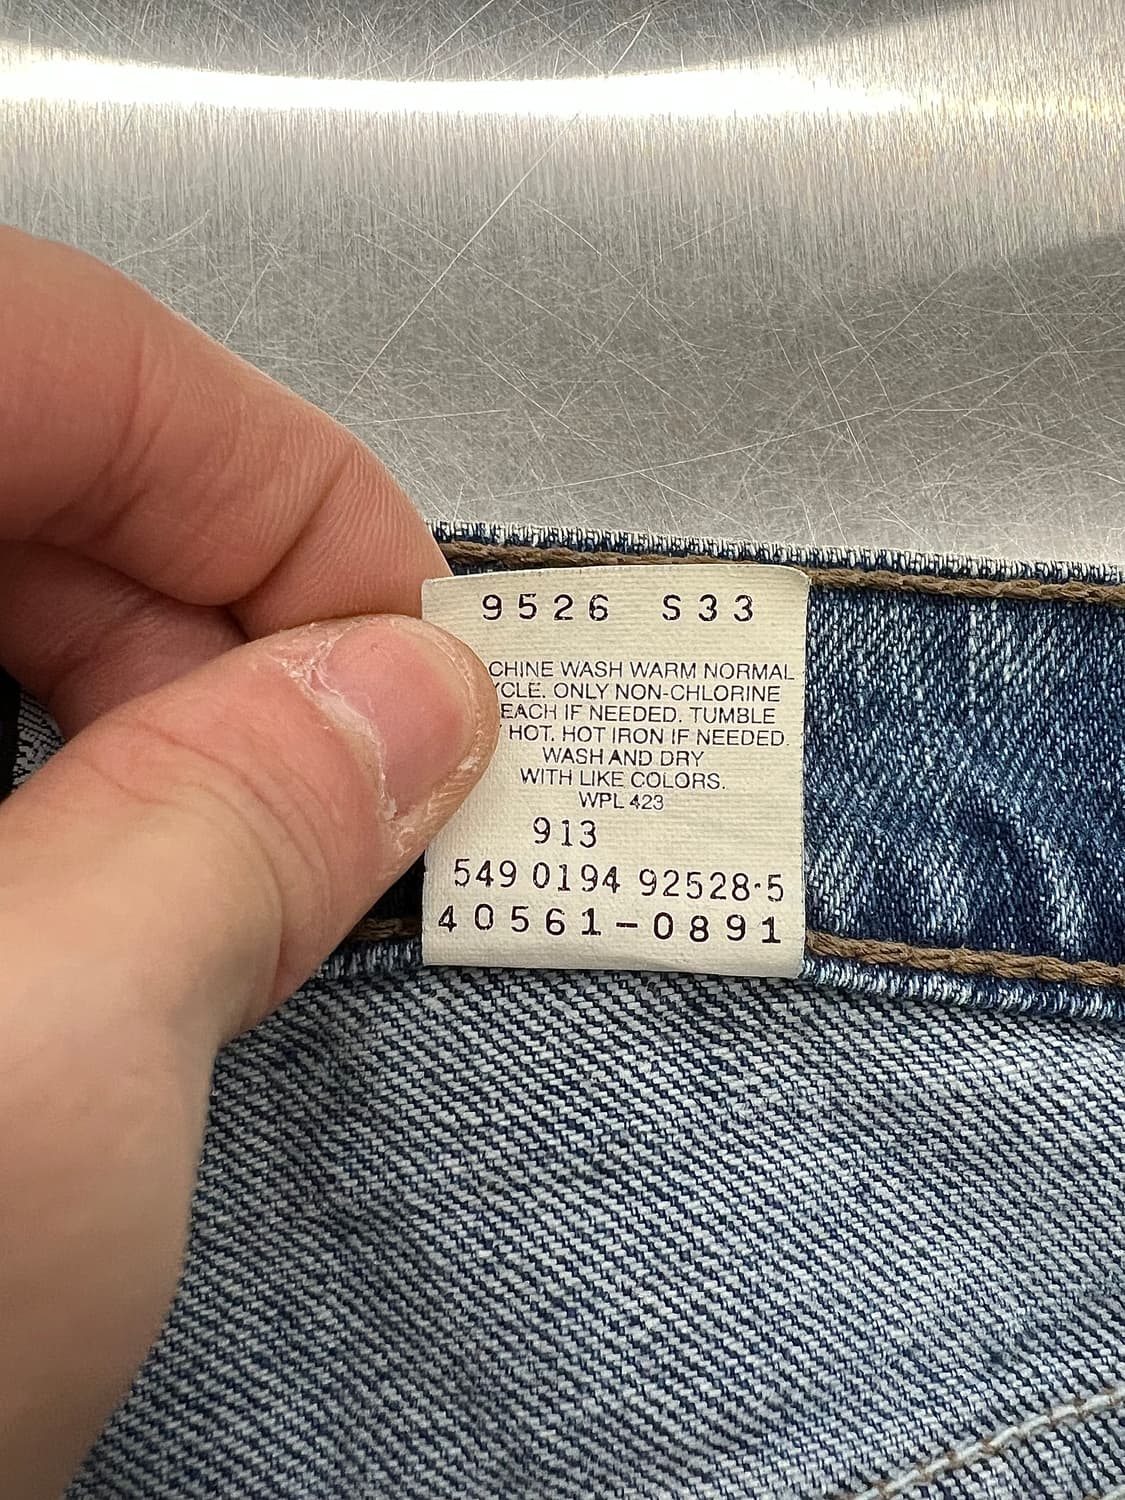 9526 S33
CHINE WASH WARM NORMAL
YCLE. ONLY NON-CHLORINE
EACH IF NEEDED. TUMBLE
HOT. HOT IRON IF NEEDED.
WASH AND DRY
WITH LIKE COLORS.
WPL 423
913
549 0194 92528·5
40561-0891